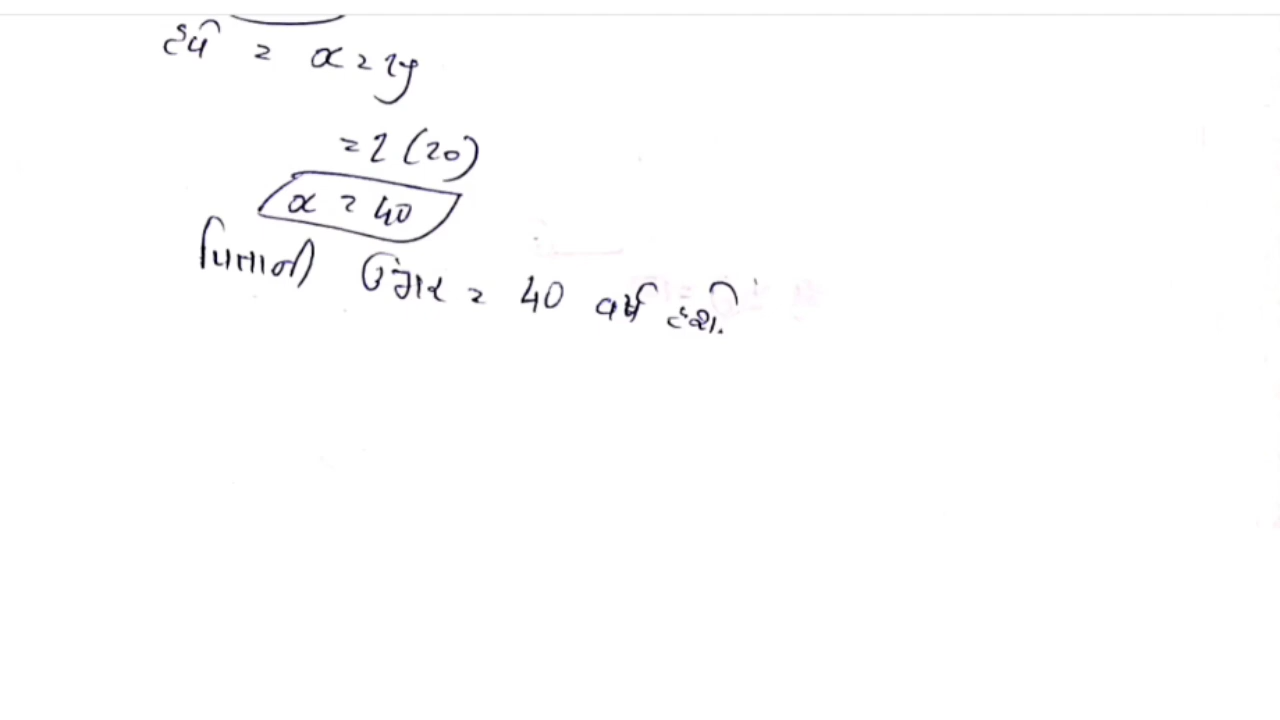 હવે = x = 2y
= 2 (20)
x = 40
પિતાની ઉંમર = 40 વર્ષ હશે.